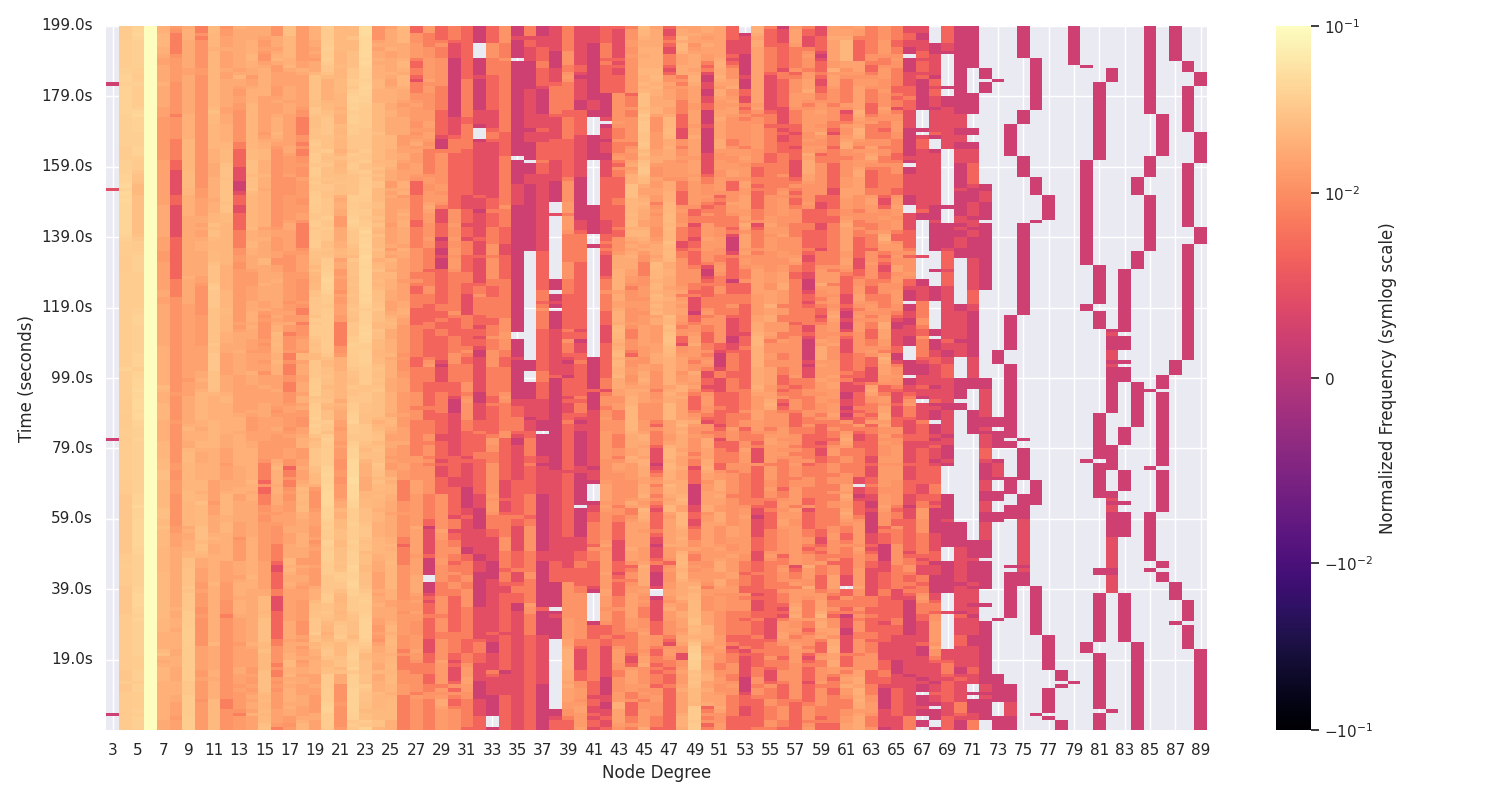 199.0s
179.0s
159.0s
139.0s
119.0s
99.0s
79.0s
59.0s
39.0s
19.0s
Time (seconds)
3 5 7 9 11 13 15 17 19 21 23 25 27 29 31 33 35 37 39 41 43 45 47 49 51 53 55 57 59 61 63 65 67 69 71 73 75 77 79 81 83 85 87 89
Node Degree
10⁻¹
10⁻²
0
−10⁻²
−10⁻¹
Normalized Frequency (symlog scale)